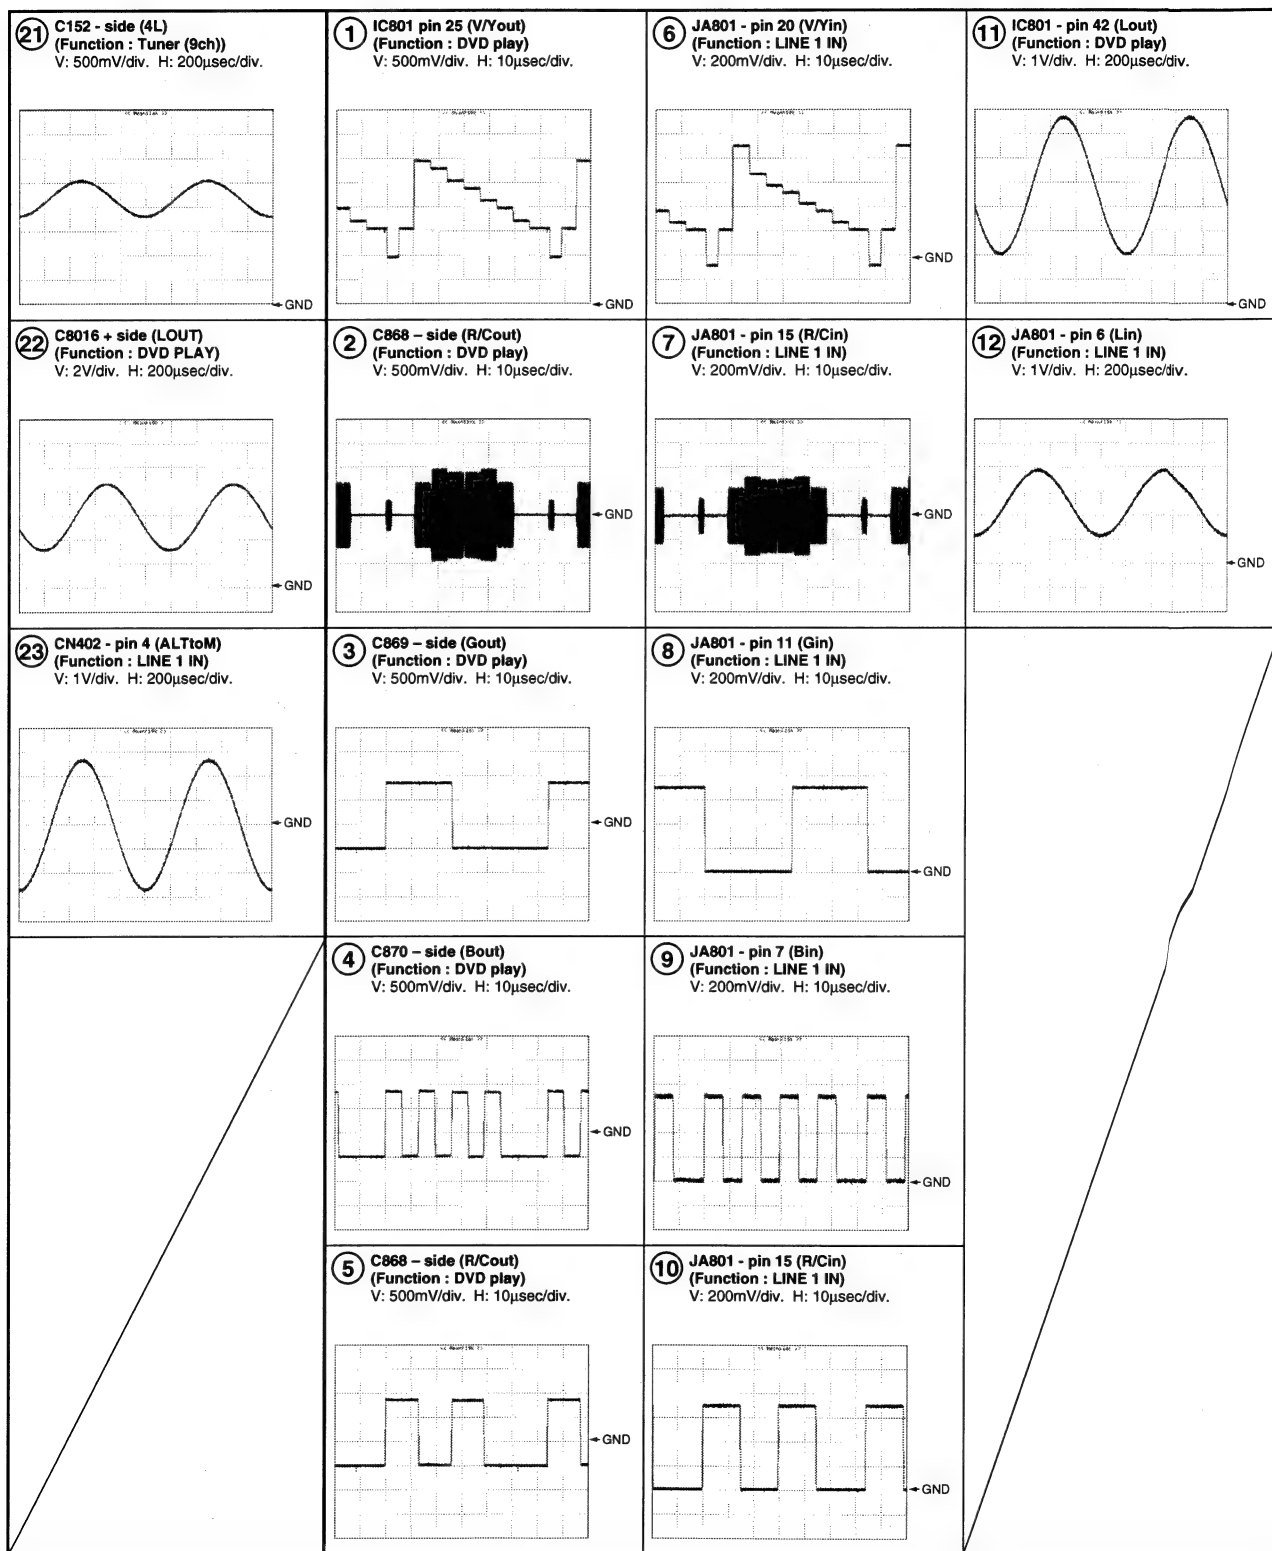 21 C152 - side (4L)
(Function : Tuner (9ch))
V: 500mV/div. H: 200µsec/div.
GND
1 IC801 pin 25 (V/Yout)
(Function : DVD play)
V: 500mV/div. H: 10µsec/div.
GND
6 JA801 - pin 20 (V/Yin)
(Function : LINE 1 IN)
V: 200mV/div. H: 10µsec/div.
GND
11 IC801 - pin 42 (Lout)
(Function : DVD play)
V: 1V/div. H: 200µsec/div.
GND
22 C8016 + side (LOUT)
(Function : DVD PLAY)
V: 2V/div. H: 200µsec/div.
GND
2 C868 – side (R/Cout)
(Function : DVD play)
V: 500mV/div. H: 10µsec/div.
GND
7 JA801 - pin 15 (R/Cin)
(Function : LINE 1 IN)
V: 200mV/div. H: 10µsec/div.
GND
12 JA801 - pin 6 (Lin)
(Function : LINE 1 IN)
V: 1V/div. H: 200µsec/div.
GND
23 CN402 - pin 4 (ALTtoM)
(Function : LINE 1 IN)
V: 1V/div. H: 200µsec/div.
GND
3 C869 – side (Gout)
(Function : DVD play)
V: 500mV/div. H: 10µsec/div.
GND
8 JA801 - pin 11 (Gin)
(Function : LINE 1 IN)
V: 200mV/div. H: 10µsec/div.
GND
4 C870 – side (Bout)
(Function : DVD play)
V: 500mV/div. H: 10µsec/div.
GND
9 JA801 - pin 7 (Bin)
(Function : LINE 1 IN)
V: 200mV/div. H: 10µsec/div.
GND
5 C868 – side (R/Cout)
(Function : DVD play)
V: 500mV/div. H: 10µsec/div.
GND
10 JA801 - pin 15 (R/Cin)
(Function : LINE 1 IN)
V: 200mV/div. H: 10µsec/div.
GND